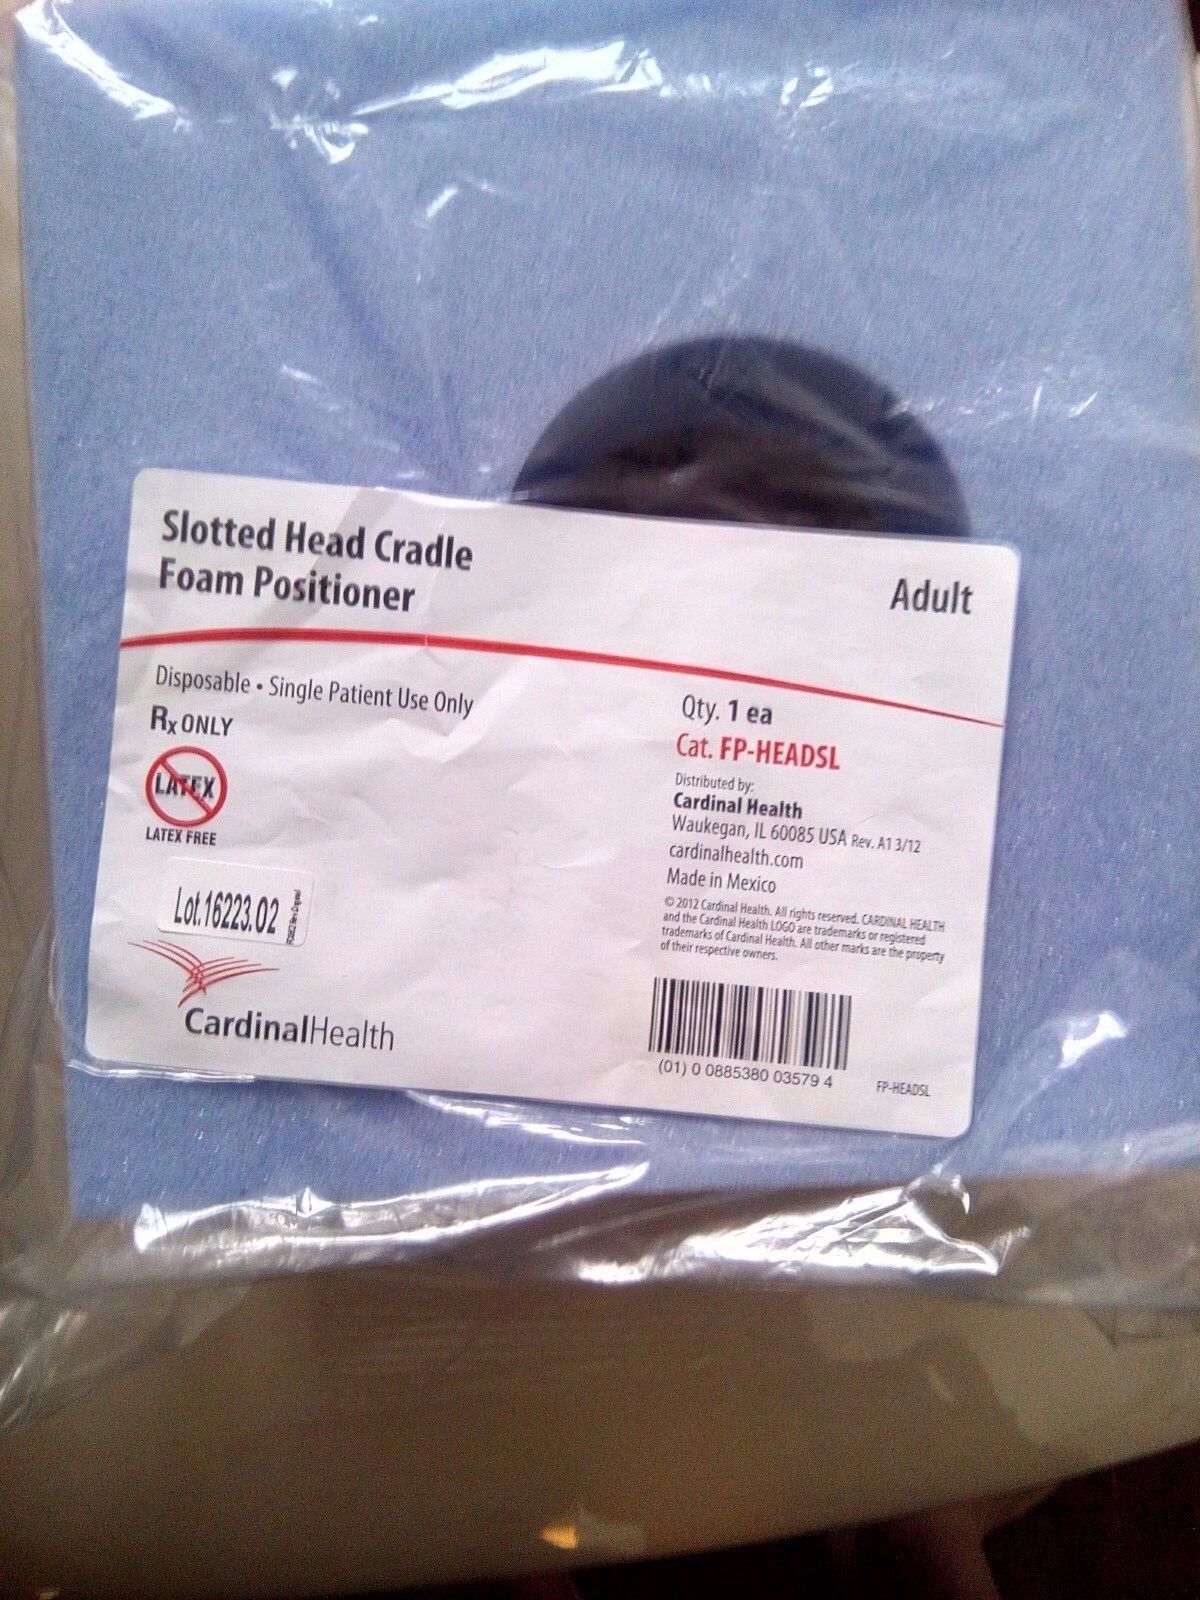 Slotted Head Cradle
Foam Positioner
Adult
Disposable • Single Patient Use Only
Rx ONLY
LATEX
LATEX FREE
Lot.16223.02
CardinalHealth
Qty. 1 ea
Cat. FP-HEADSL
Distributed by:
Cardinal Health
Waukegan, IL 60085 USA Rev. A1 3/12
cardinalhealth.com
Made in Mexico
© 2012 Cardinal Health. All rights reserved. CARDINAL HEALTH
and the Cardinal Health LOGO are trademarks or registered
trademarks of Cardinal Health. All other marks are the property
of their respective owners.
(01) 0 0885380 03579 4
FP-HEADSL